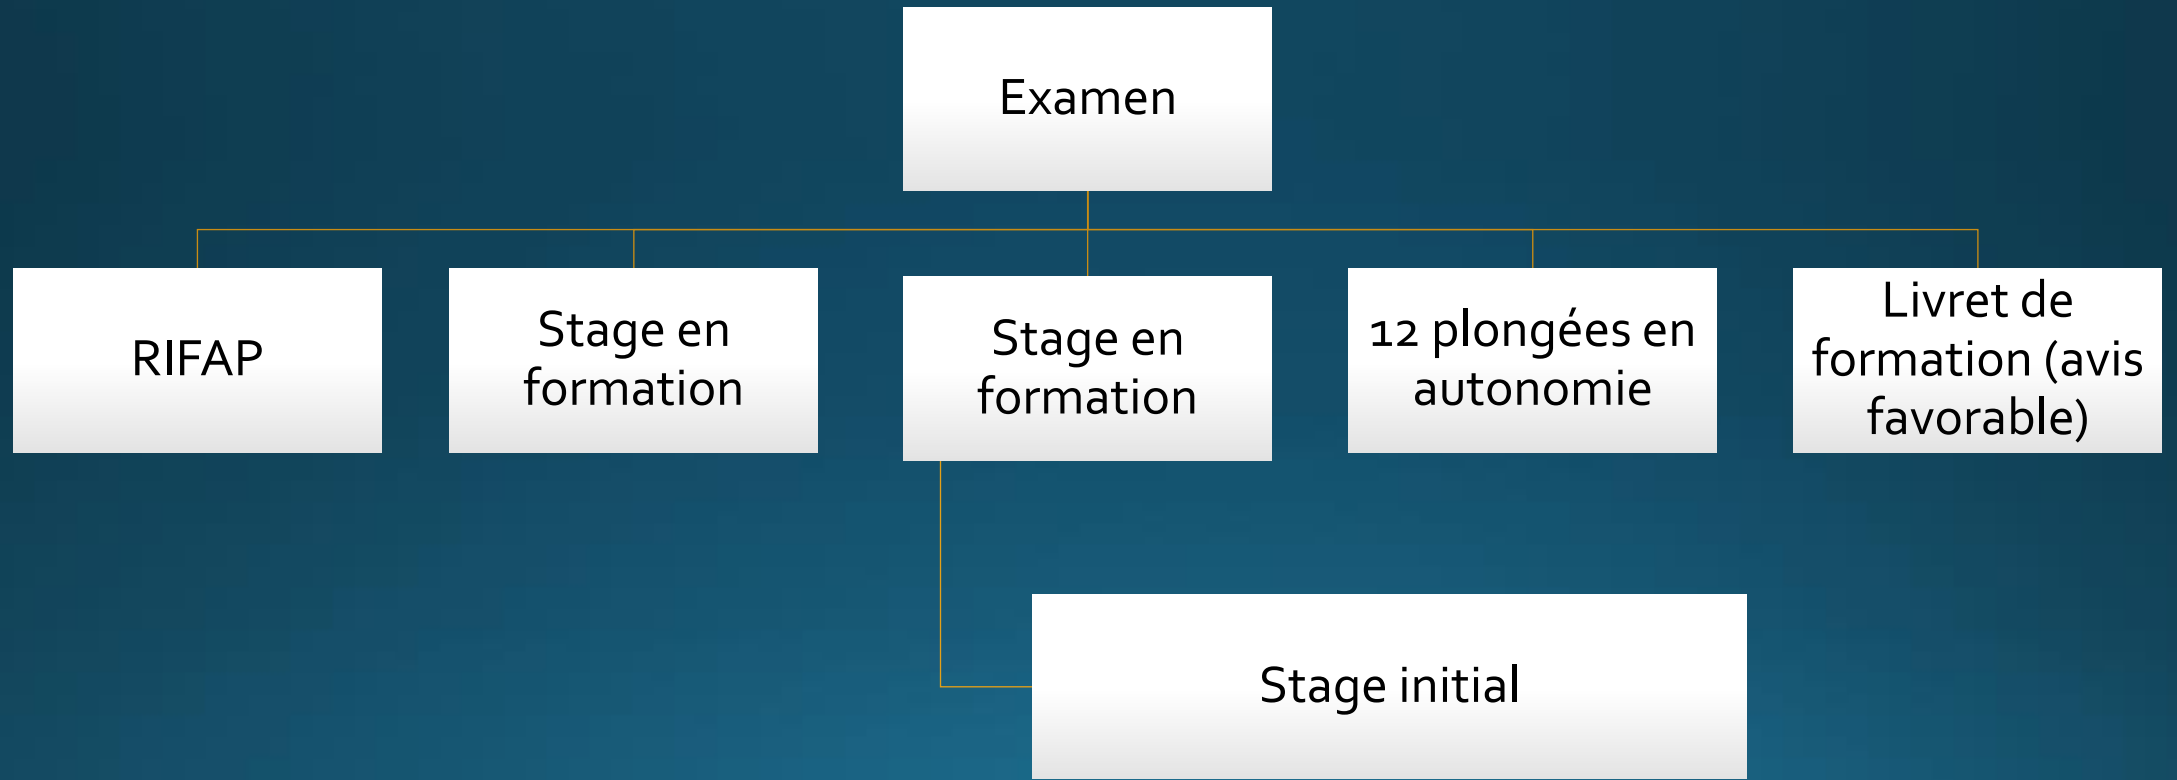 Examen
RIFAP
Stage en
formation
Stage en
formation
12 plongées en
autonomie
Livret de
formation (avis
favorable)
Stage initial